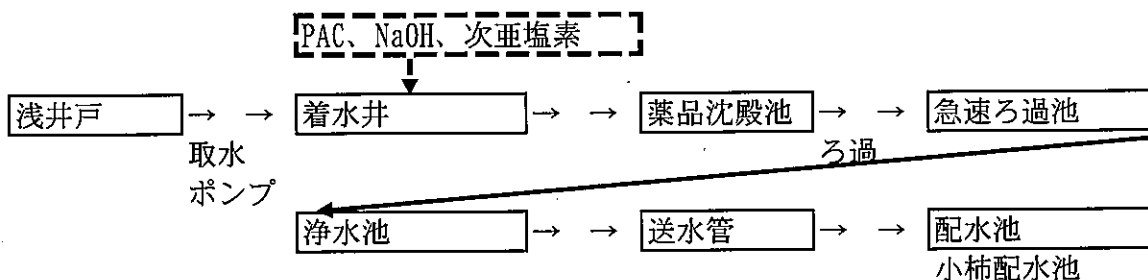 PAC、NaOH、次亜塩素
浅井戸 → → 着水井 → → 薬品沈殿池 → → 急速ろ過池
取水
ポンプ
ろ過
浄水池 → → 送水管 → → 配水池
小柿配水池